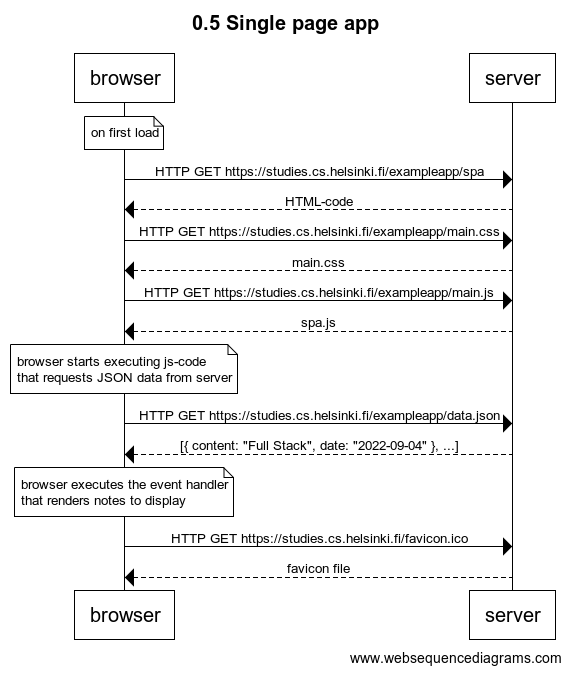 0.5 Single page app
browser
server
on first load
HTTP GET https://studies.cs.helsinki.fi/exampleapp/spa
HTML-code
HTTP GET https://studies.cs.helsinki.fi/exampleapp/main.css
main.css
HTTP GET https://studies.cs.helsinki.fi/exampleapp/main.js
spa.js
browser starts executing js-code
that requests JSON data from server
HTTP GET https://studies.cs.helsinki.fi/exampleapp/data.json
[{ content: "Full Stack", date: "2022-09-04" }, ...]
browser executes the event handler
that renders notes to display
HTTP GET https://studies.cs.helsinki.fi/favicon.ico
favicon file
browser
server
www.websequencediagrams.com